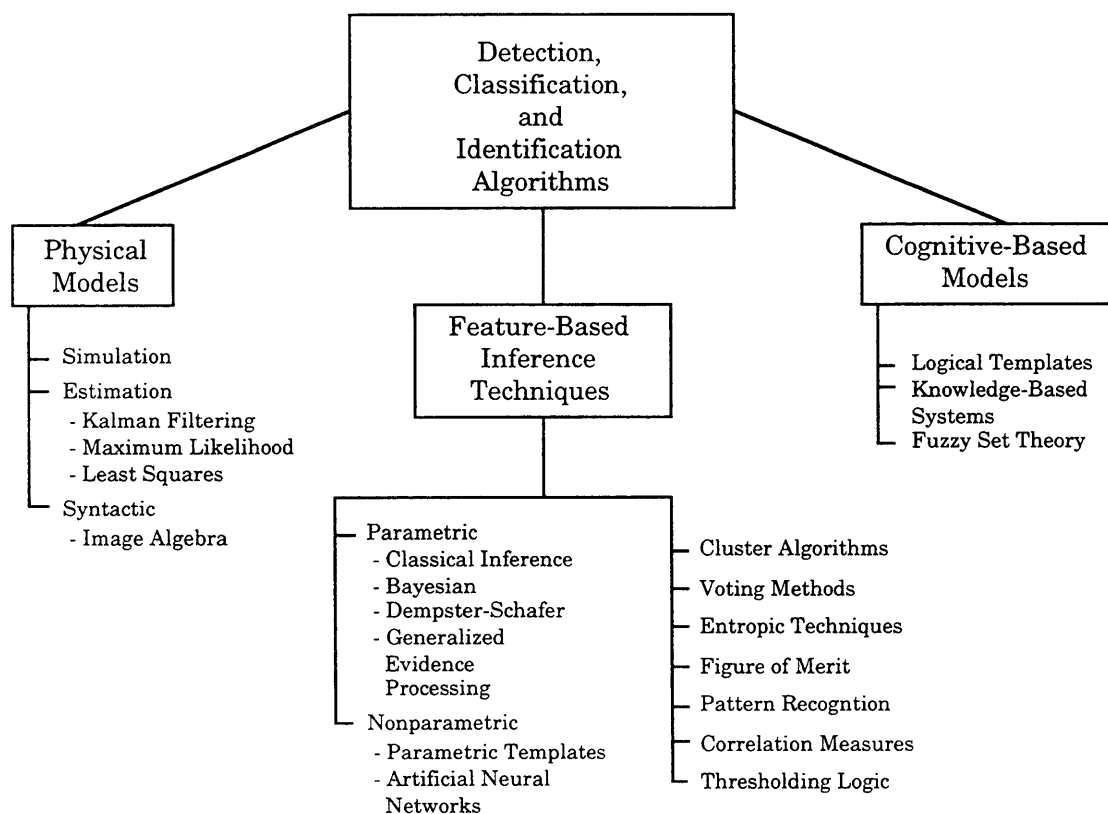 Detection,
Classification,
and
Identification
Algorithms
Physical
Models
Simulation
Estimation
- Kalman Filtering
- Maximum Likelihood
- Least Squares
Syntactic
- Image Algebra
Feature-Based
Inference
Techniques
Parametric
- Classical Inference
- Bayesian
- Dempster-Schafer
- Generalized
Evidence
Processing
Nonparametric
- Parametric Templates
- Artificial Neural
Networks
Cluster Algorithms
Voting Methods
Entropic Techniques
Figure of Merit
Pattern Recogntion
Correlation Measures
Thresholding Logic
Cognitive-Based
Models
Logical Templates
Knowledge-Based
Systems
Fuzzy Set Theory